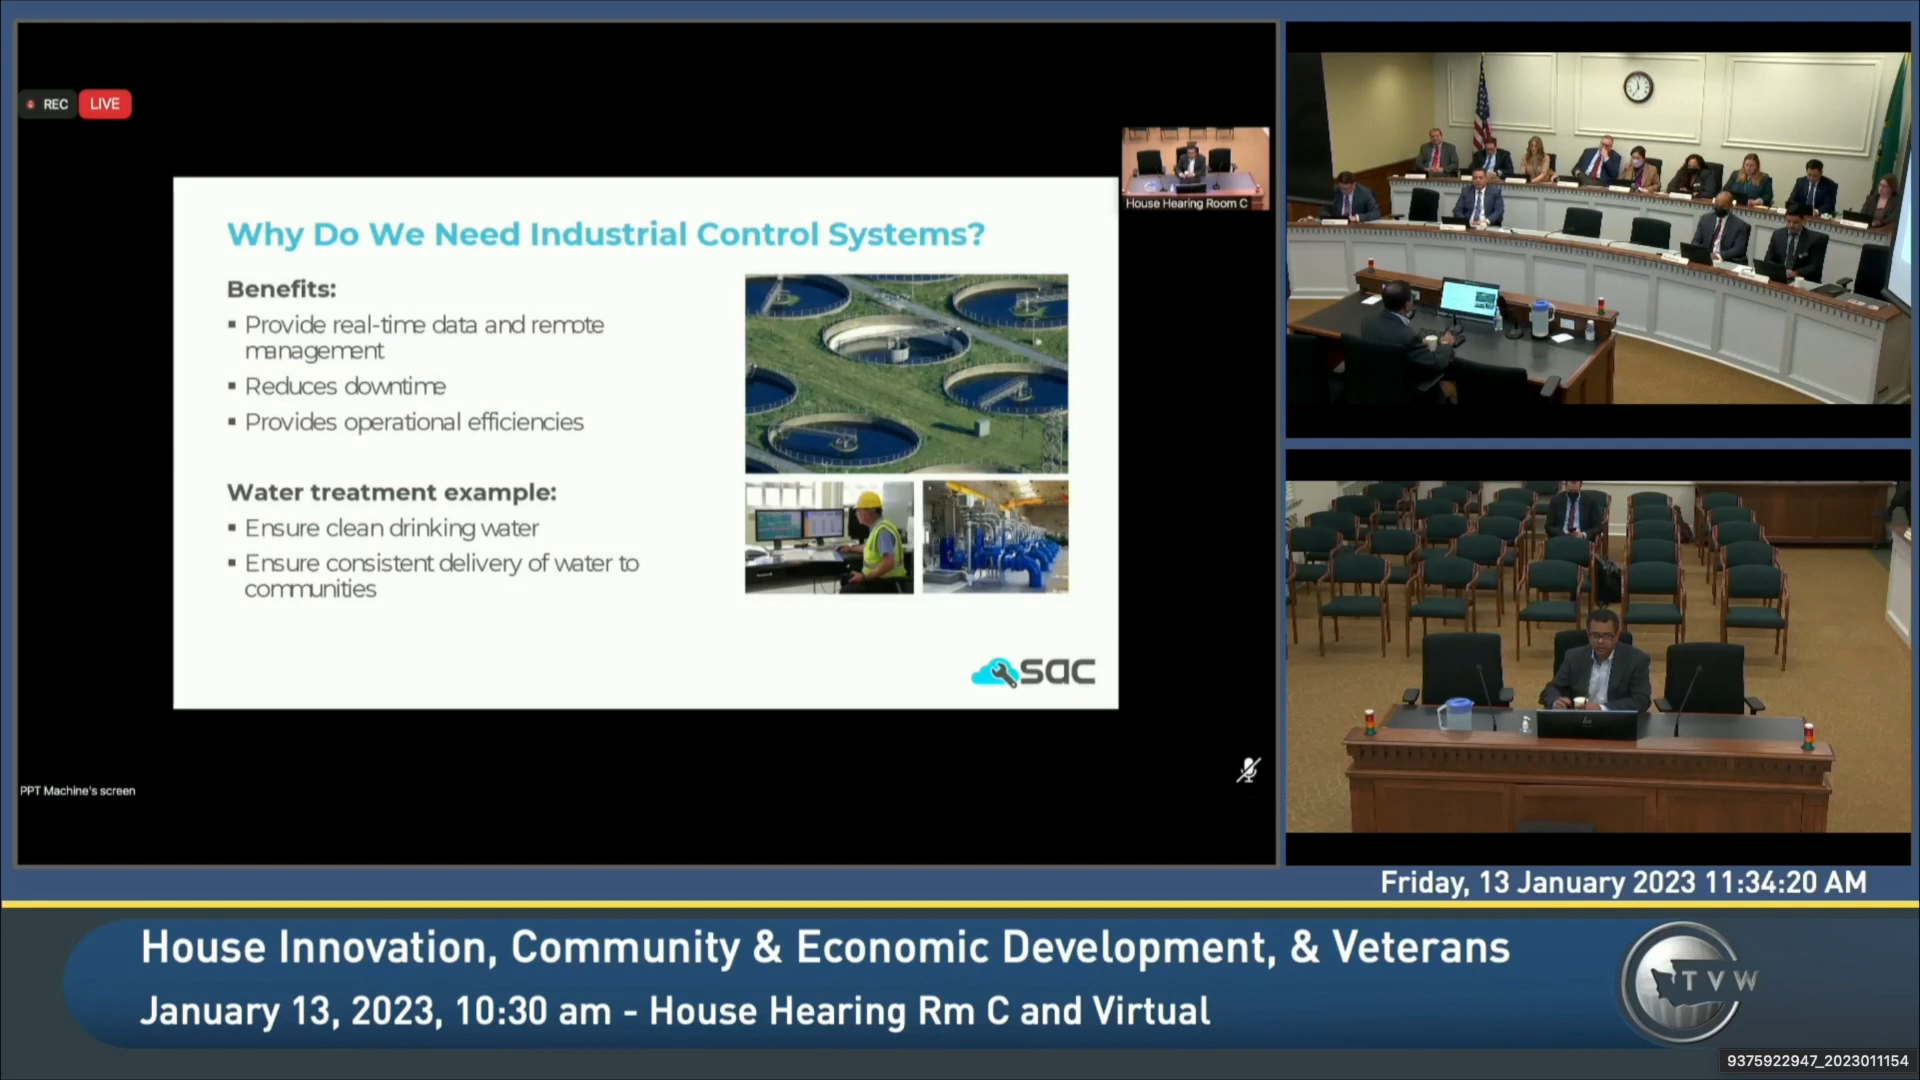 REC
LIVE
House Hearing Room C
Why Do We Need Industrial Control Systems?
Benefits:
▪ Provide real-time data and remote
management
▪ Reduces downtime
▪ Provides operational efficiencies
Water treatment example:
▪ Ensure clean drinking water
▪ Ensure consistent delivery of water to
communities
sac
PPT Machine's screen
Friday, 13 January 2023 11:34:20 AM
House Innovation, Community & Economic Development, & Veterans
January 13, 2023, 10:30 am - House Hearing Rm C and Virtual
TVW
9375922947_2023011154